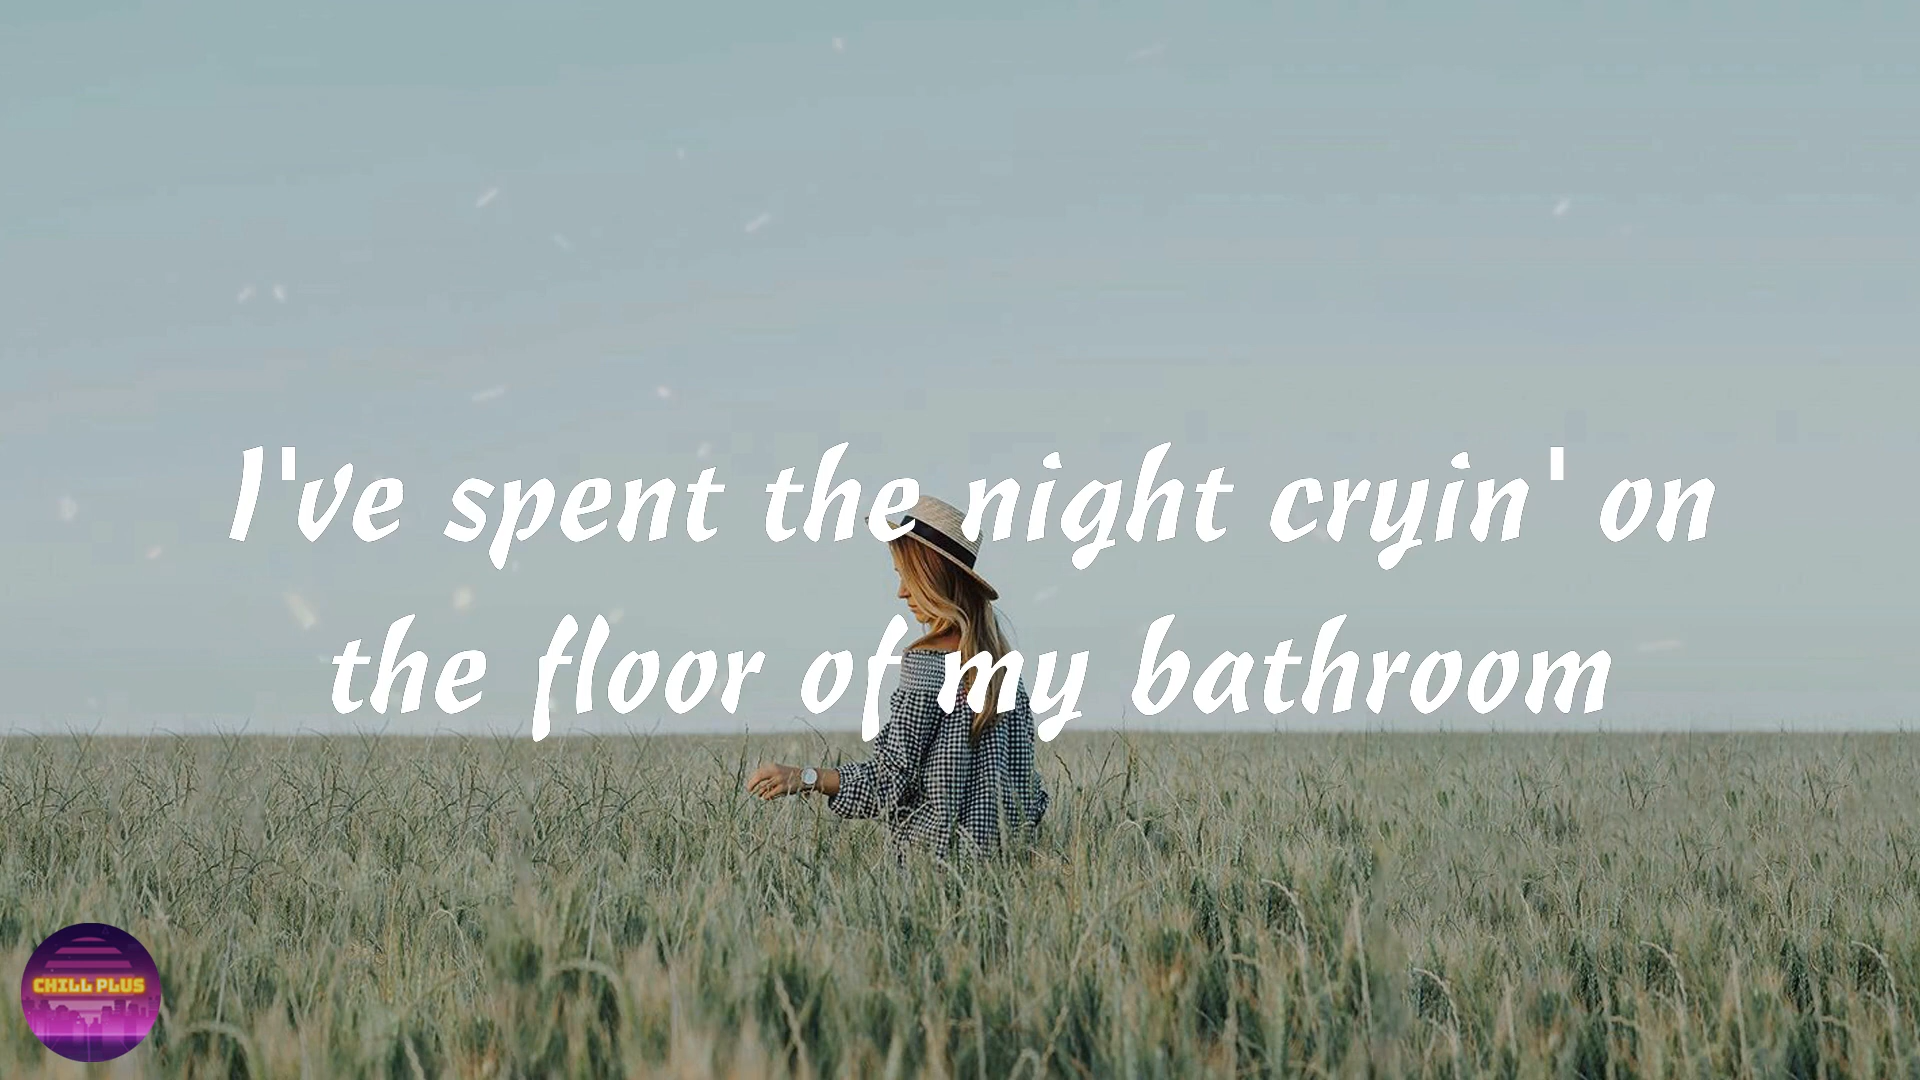 I've spent the night cryin' on
the floor of my bathroom
CHILL PLUS